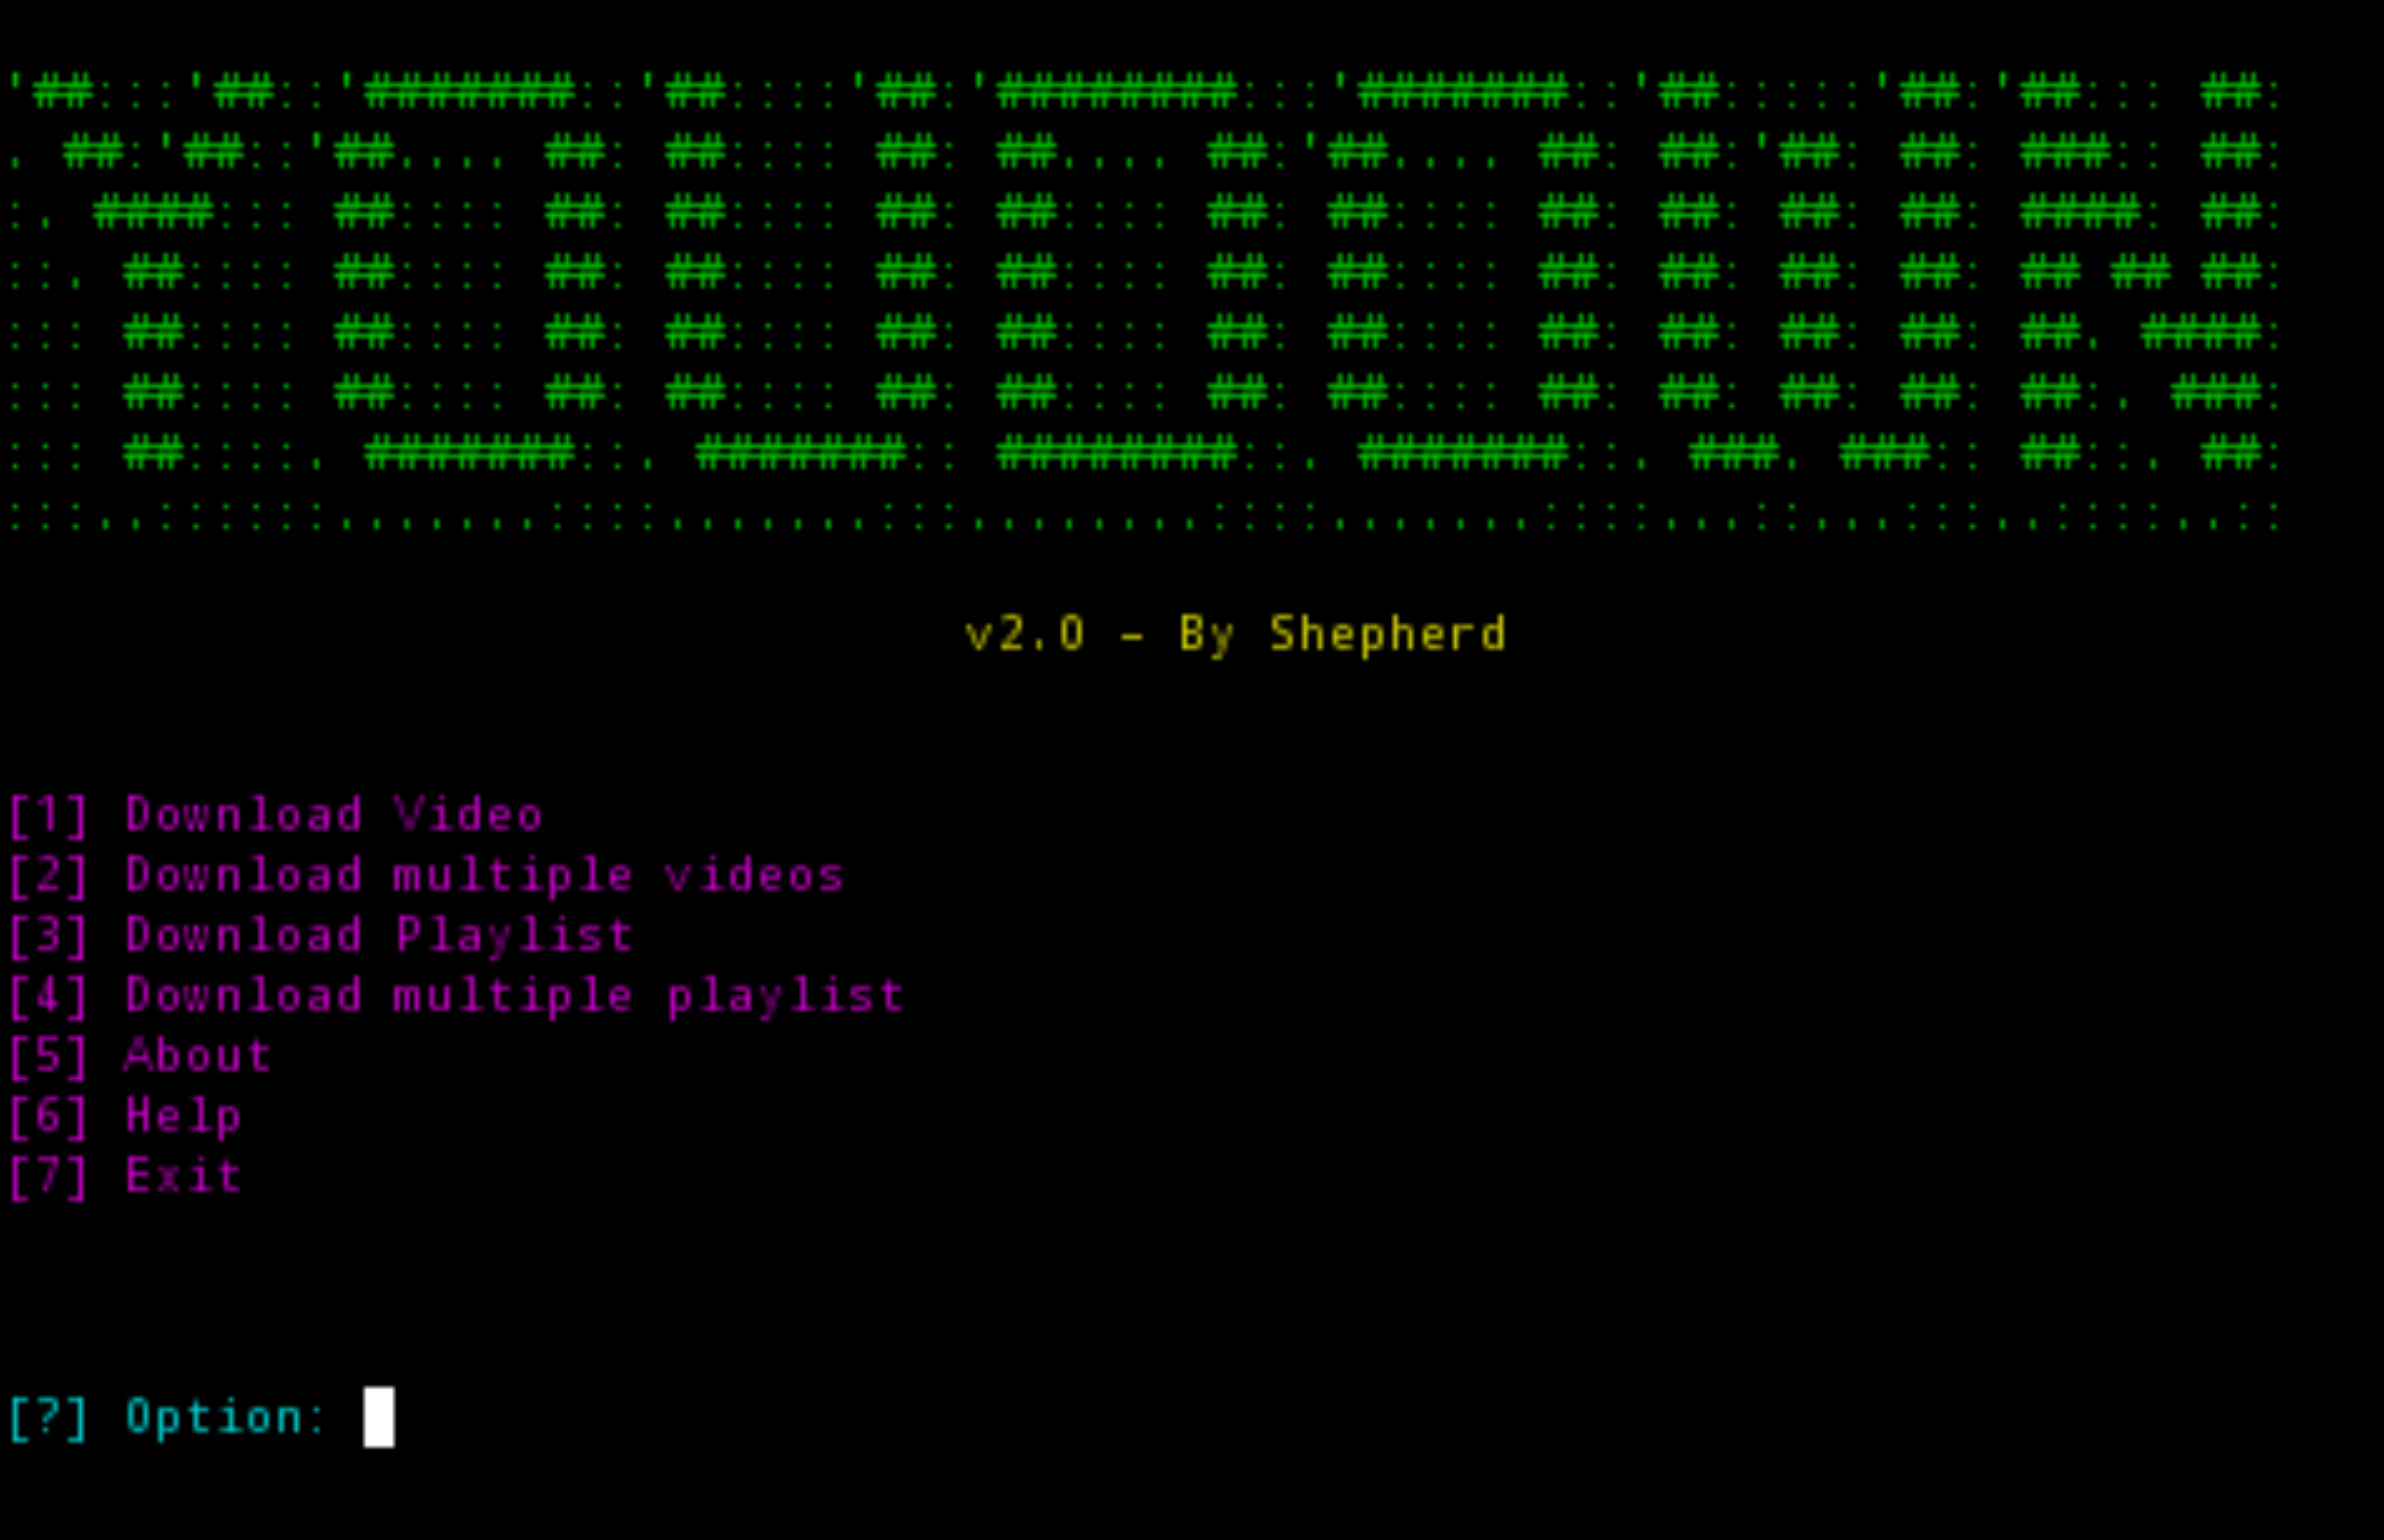 YOUDOWN
v2.0 - By Shepherd
[1] Download Video
[2] Download multiple videos
[3] Download Playlist
[4] Download multiple playlist
[5] About
[6] Help
[7] Exit
[?] Option: